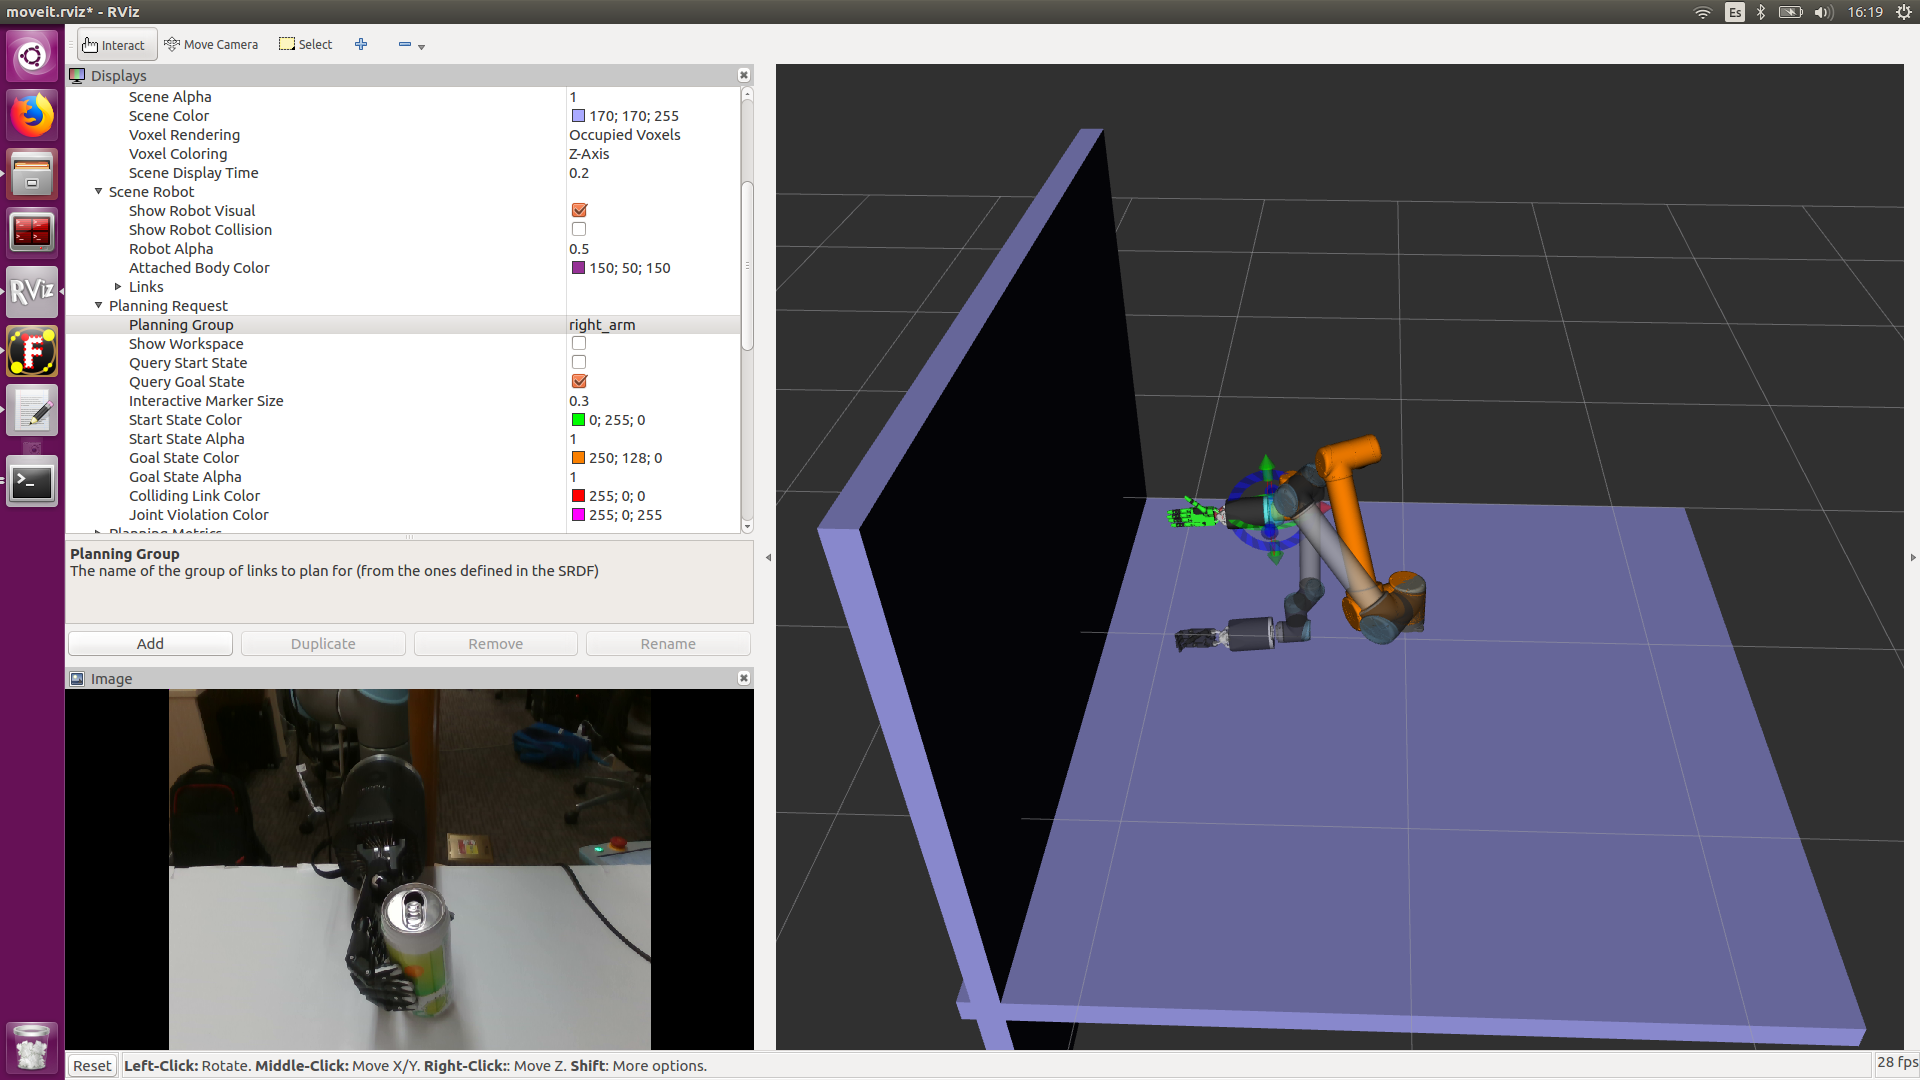 moveit.rviz* - RViz
Es
16:19
Interact
Move Camera
Select
Displays
Scene Alpha 1
Scene Color 170; 170; 255
Voxel Rendering Occupied Voxels
Voxel Coloring Z-Axis
Scene Display Time 0.2
Scene Robot
Show Robot Visual
Show Robot Collision
Robot Alpha 0.5
Attached Body Color 150; 50; 150
Links
RViz
Planning Request
Planning Group right_arm
Show Workspace
F
Query Start State
Query Goal State
Interactive Marker Size 0.3
Start State Color 0; 255; 0
Start State Alpha 1
Goal State Color 250; 128; 0
Goal State Alpha 1
Colliding Link Color 255; 0; 0
Joint Violation Color 255; 0; 255
Planning Metrics
Planning Group
The name of the group of links to plan for (from the ones defined in the SRDF)
Add Duplicate Remove Rename
Image
Reset
Left-Click: Rotate. Middle-Click: Move X/Y. Right-Click:: Move Z. Shift: More options.
28 fps